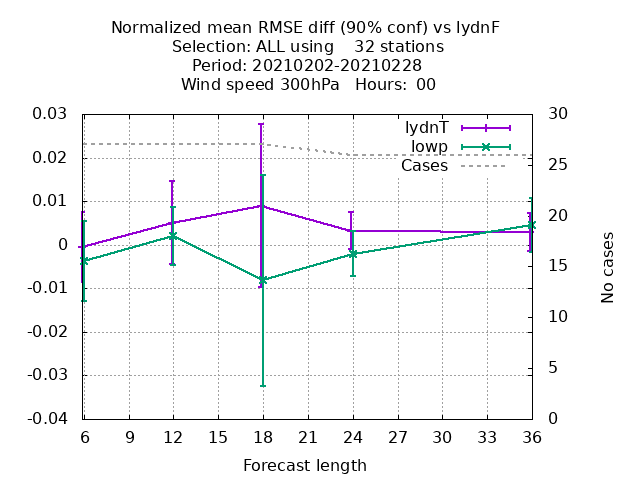 Normalized mean RMSE diff (90% conf) vs lydnF
Selection: ALL using    32 stations
Period: 20210202-20210228
Wind speed 300hPa   Hours:  00
0.03
0.02
0.01
0
-0.01
-0.02
-0.03
-0.04
lydnT
lowp
Cases
30
25
20
15
10
5
0
No cases
6 9 12 15 18 21 24 27 30 33 36
Forecast length